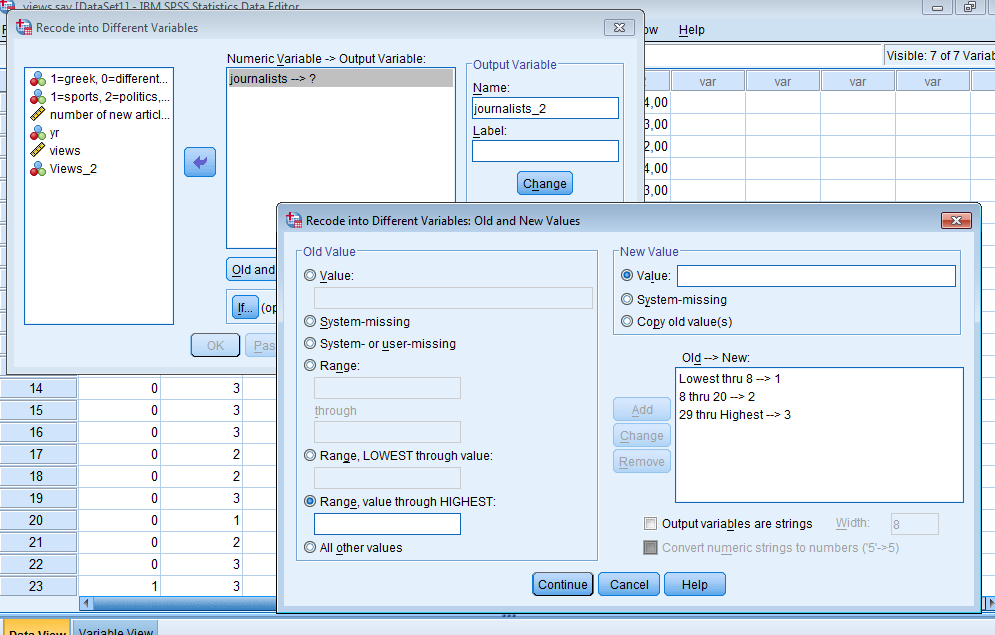 views.sav [DataSet1] - IBM SPSS Statistics Data Editor
Recode into Different Variables
Help
Visible: 7 of 7 Variab
Numeric Variable -> Output Variable:
journalists --> ?
1=greek, 0=different...
1=sports, 2=politics,...
number of new articl...
yr
views
Views_2
Output Variable
Name:
journalists_2
Label:
Change
var var var var
4,00
3,00
2,00
4,00
3,00
Old and
If... (op
OK Pas
Recode into Different Variables: Old and New Values
Old Value
Value:
System-missing
System- or user-missing
Range:
through
Range, LOWEST through value:
Range, value through HIGHEST:
All other values
New Value
Value:
System-missing
Copy old value(s)
Old --> New:
Lowest thru 8 --> 1
8 thru 20 --> 2
29 thru Highest --> 3
Add
Change
Remove
Output variables are strings Width: 8
Convert numeric strings to numbers ('5'->5)
Continue Cancel Help
14 0 3
15 0 3
16 0 3
17 0 2
18 0 2
19 0 3
20 0 1
21 0 2
22 0 3
23 1 3
Data View Variable View